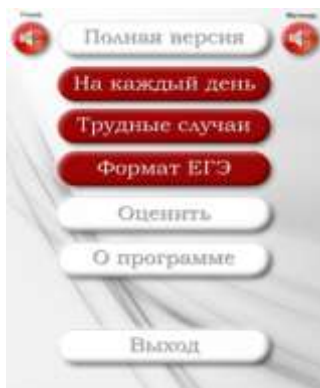 Полная версия
На каждый день
Трудные случаи
Формат ЕГЭ
Оценить
О программе
Выход